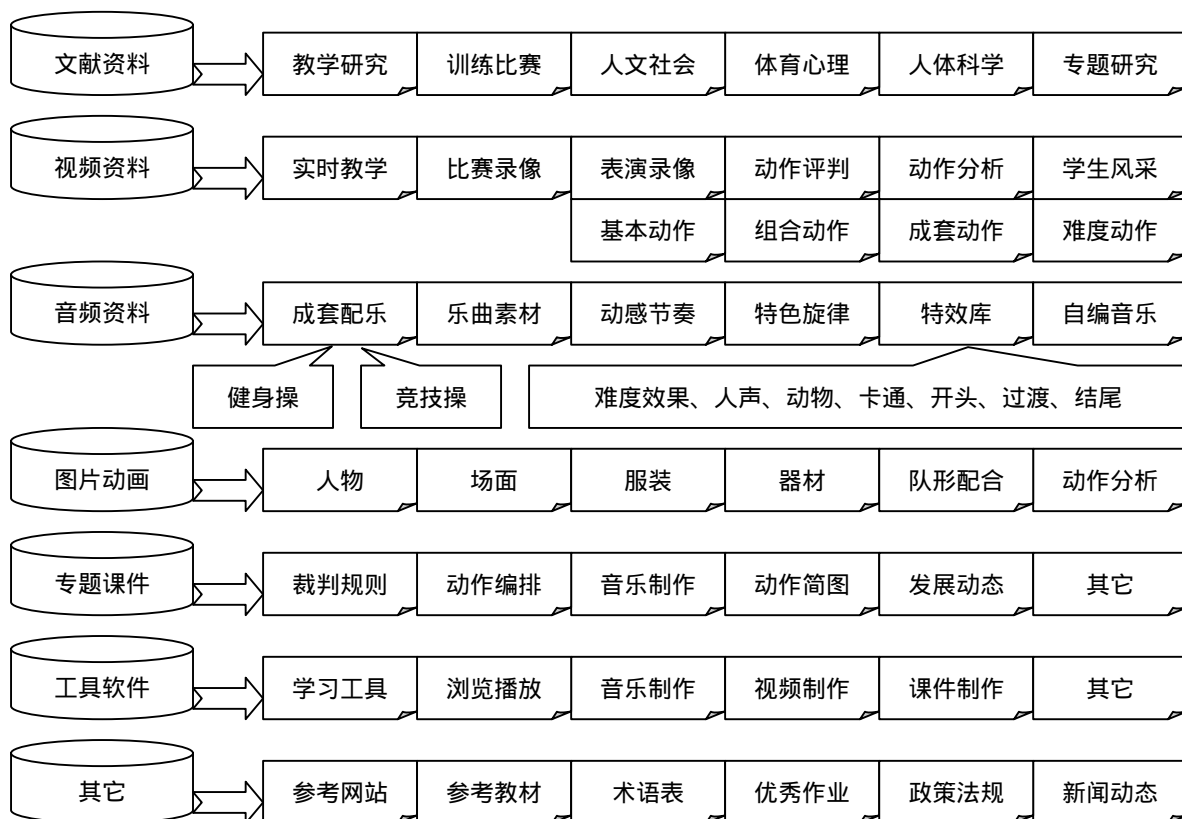 文献资料 教学研究 训练比赛 人文社会 体育心理 人体科学 专题研究
视频资料 实时教学 比赛录像 表演录像 动作评判 动作分析 学生风采
基本动作 组合动作 成套动作 难度动作
音频资料 成套配乐 乐曲素材 动感节奏 特色旋律 特效库 自编音乐
健身操 竞技操 难度效果、人声、动物、卡通、开头、过渡、结尾
图片动画 人物 场面 服装 器材 队形配合 动作分析
专题课件 裁判规则 动作编排 音乐制作 动作简图 发展动态 其它
工具软件 学习工具 浏览播放 音乐制作 视频制作 课件制作 其它
其它 参考网站 参考教材 术语表 优秀作业 政策法规 新闻动态